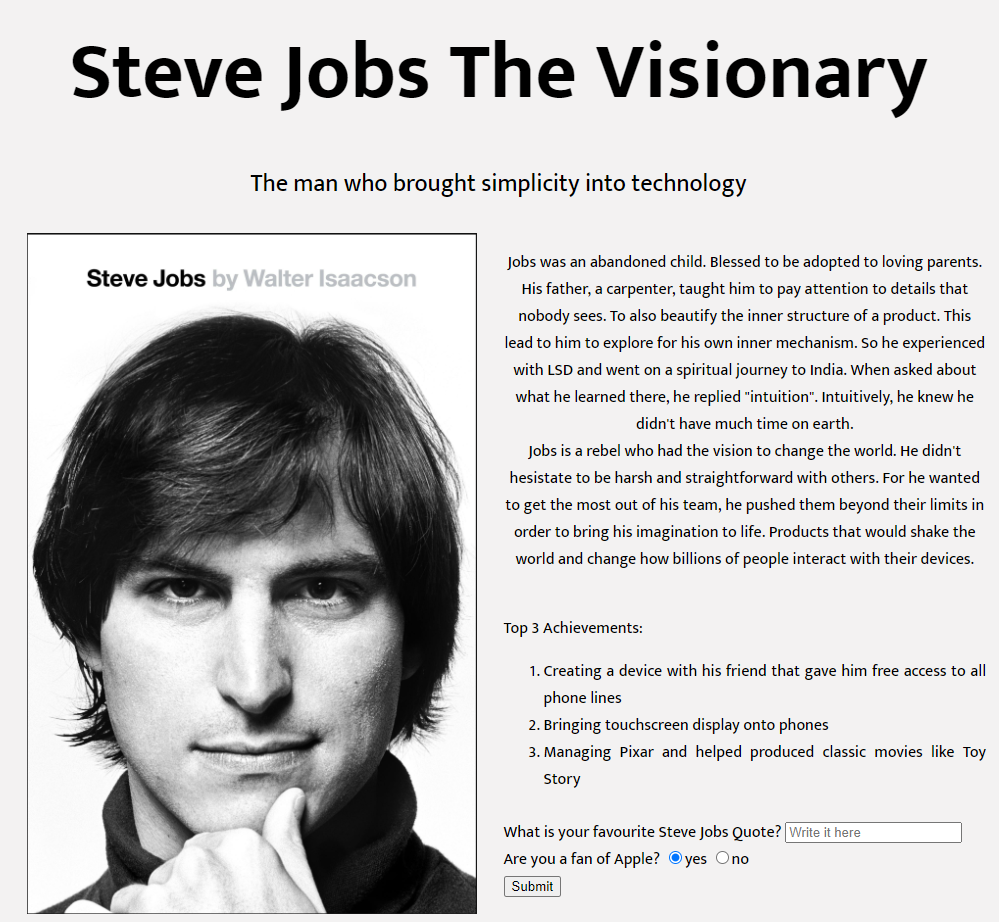 Steve Jobs The Visionary
The man who brought simplicity into technology
Steve Jobs by Walter Isaacson
Jobs was an abandoned child. Blessed to be adopted to loving parents.
His father, a carpenter, taught him to pay attention to details that
nobody sees. To also beautify the inner structure of a product. This
lead to him to explore for his own inner mechanism. So he experienced
with LSD and went on a spiritual journey to India. When asked about
what he learned there, he replied "intuition". Intuitively, he knew he
didn't have much time on earth.
Jobs is a rebel who had the vision to change the world. He didn't
hesistate to be harsh and straightforward with others. For he wanted
to get the most out of his team, he pushed them beyond their limits in
order to bring his imagination to life. Products that would shake the
world and change how billions of people interact with their devices.
Top 3 Achievements:
1. Creating a device with his friend that gave him free access to all
phone lines
2. Bringing touchscreen display onto phones
3. Managing Pixar and helped produced classic movies like Toy
Story
What is your favourite Steve Jobs Quote? Write it here
Are you a fan of Apple? yes no
Submit